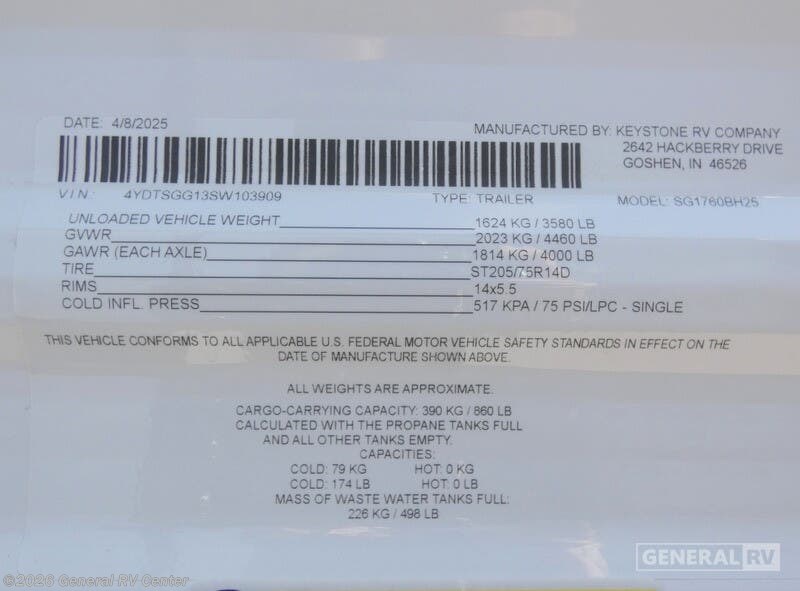 DATE: 4/8/2025
MANUFACTURED BY: KEYSTONE RV COMPANY
2642 HACKBERRY DRIVE
GOSHEN, IN 46526
V I N.: 4YDTSGG13SW103909 TYPE: TRAILER MODEL: SG1760BH25
UNLOADED VEHICLE WEIGHT 1624 KG / 3580 LB
GVWR 2023 KG / 4460 LB
GAWR (EACH AXLE) 1814 KG / 4000 LB
TIRE ST205/75R14D
RIMS 14x5.5
COLD INFL. PRESS 517 KPA / 75 PSI/LPC - SINGLE
THIS VEHICLE CONFORMS TO ALL APPLICABLE U.S. FEDERAL MOTOR VEHICLE SAFETY STANDARDS IN EFFECT ON THE
DATE OF MANUFACTURE SHOWN ABOVE.
ALL WEIGHTS ARE APPROXIMATE.
CARGO-CARRYING CAPACITY: 390 KG / 860 LB
CALCULATED WITH THE PROPANE TANKS FULL
AND ALL OTHER TANKS EMPTY.
CAPACITIES:
COLD: 79 KG HOT: 0 KG
COLD: 174 LB HOT: 0 LB
MASS OF WASTE WATER TANKS FULL:
226 KG / 498 LB
GENERAL RV
©2026 General RV Center